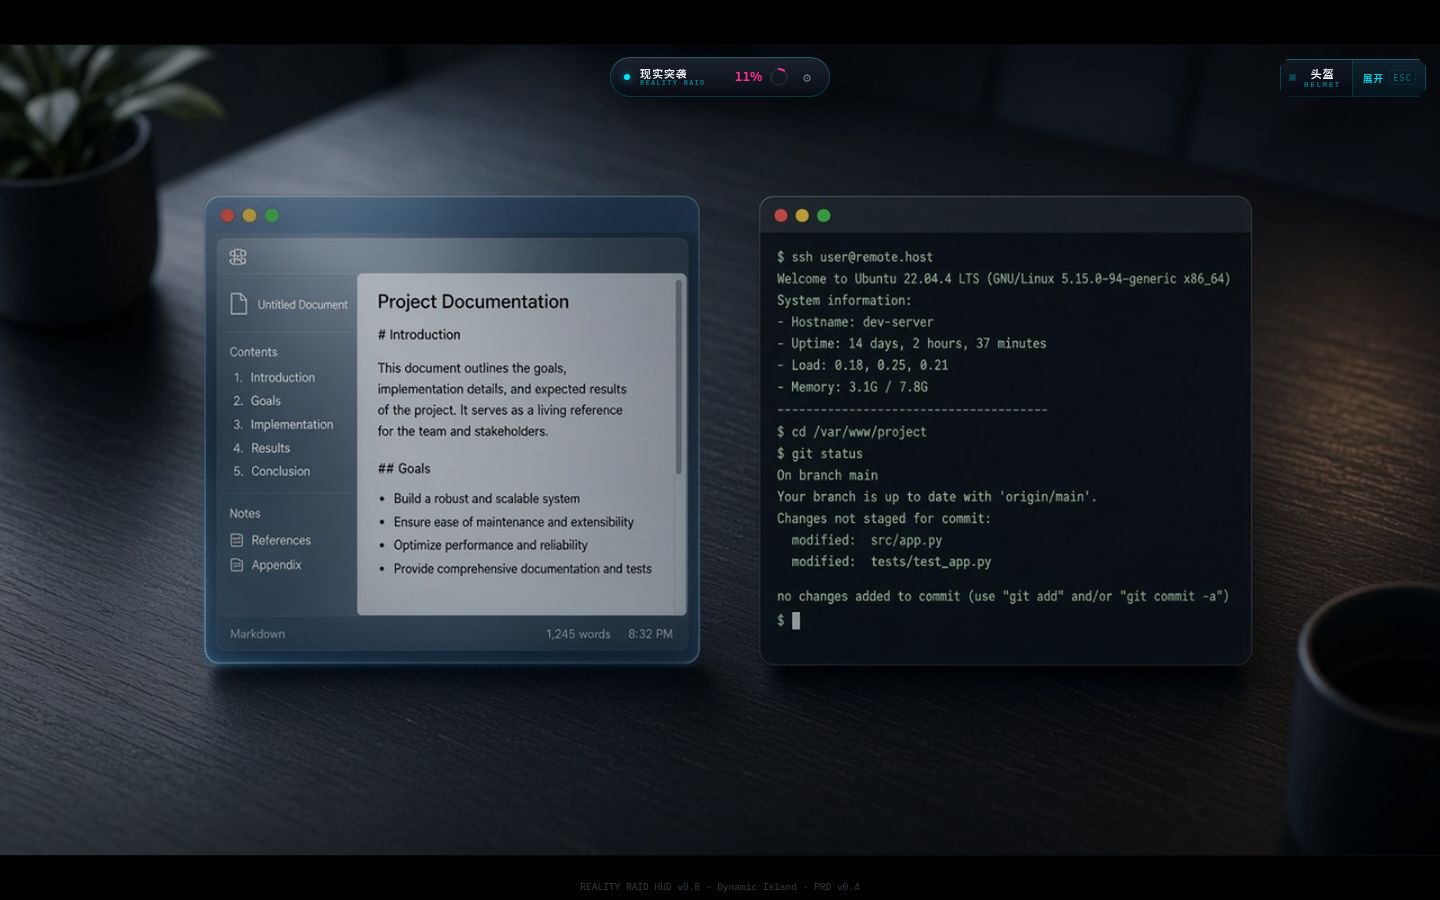 现实突袭
REALITY RAID
11%
头盔
HELMET
展开 ESC
Untitled Document
Contents
1. Introduction
2. Goals
3. Implementation
4. Results
5. Conclusion
Notes
References
Appendix
Project Documentation
# Introduction
This document outlines the goals,
implementation details, and expected results
of the project. It serves as a living reference
for the team and stakeholders.
## Goals
• Build a robust and scalable system
• Ensure ease of maintenance and extensibility
• Optimize performance and reliability
• Provide comprehensive documentation and tests
Markdown
1,245 words 8:32 PM
$ ssh user@remote.host
Welcome to Ubuntu 22.04.4 LTS (GNU/Linux 5.15.0-94-generic x86_64)
System information:
- Hostname: dev-server
- Uptime: 14 days, 2 hours, 37 minutes
- Load: 0.18, 0.25, 0.21
- Memory: 3.1G / 7.8G
--------------------------------------
$ cd /var/www/project
$ git status
On branch main
Your branch is up to date with 'origin/main'.
Changes not staged for commit:
modified: src/app.py
modified: tests/test_app.py
no changes added to commit (use "git add" and/or "git commit -a")
$
REALITY RAID HUD v0.8 · Dynamic Island · PRD v0.4